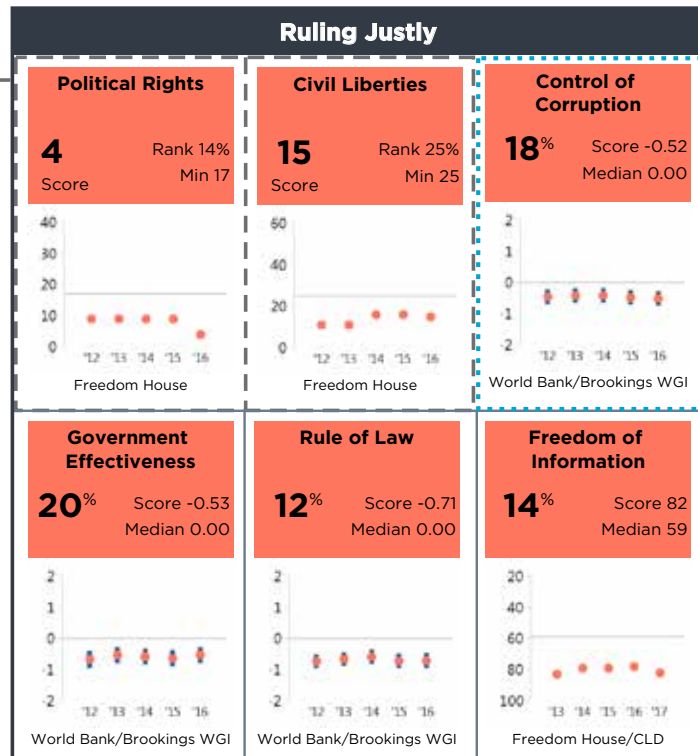 Ruling Justly
Political Rights
4
Score
Rank 14%
Min 17
40
30
20
10
0
'12 '13 '14 '15 '16
Freedom House
Civil Liberties
15
Score
Rank 25%
Min 25
60
20
0
'12 '13 '14 '15 '16
Freedom House
Control of
Corruption
18%
Score -0.52
Median 0.00
2
1
0
-1
-2
'12 '13 '14 '15 '16
World Bank/Brookings WGI
Government
Effectiveness
20%
Score -0.53
Median 0.00
2
1
0
-1
-2
'12 '13 '14 '15 '16
World Bank/Brookings WGI
Rule of Law
12%
Score -0.71
Median 0.00
2
1
0
-1
-2
'12 '13 '14 '15 '16
World Bank/Brookings WGI
Freedom of
Information
14%
Score 82
Median 59
20
40
60
80
100
'13 '14 '15 '16 '17
Freedom House/CLD